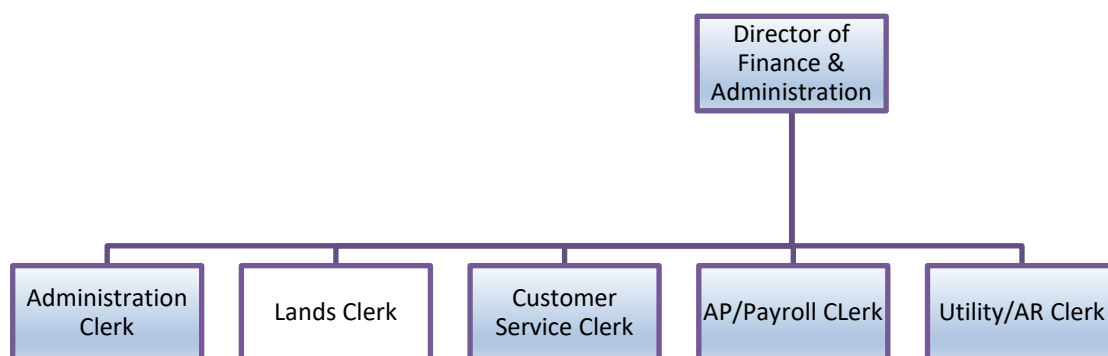 Director of
Finance &
Administration
Administration
Clerk
Lands Clerk
Customer
Service Clerk
AP/Payroll CLerk
Utility/AR Clerk